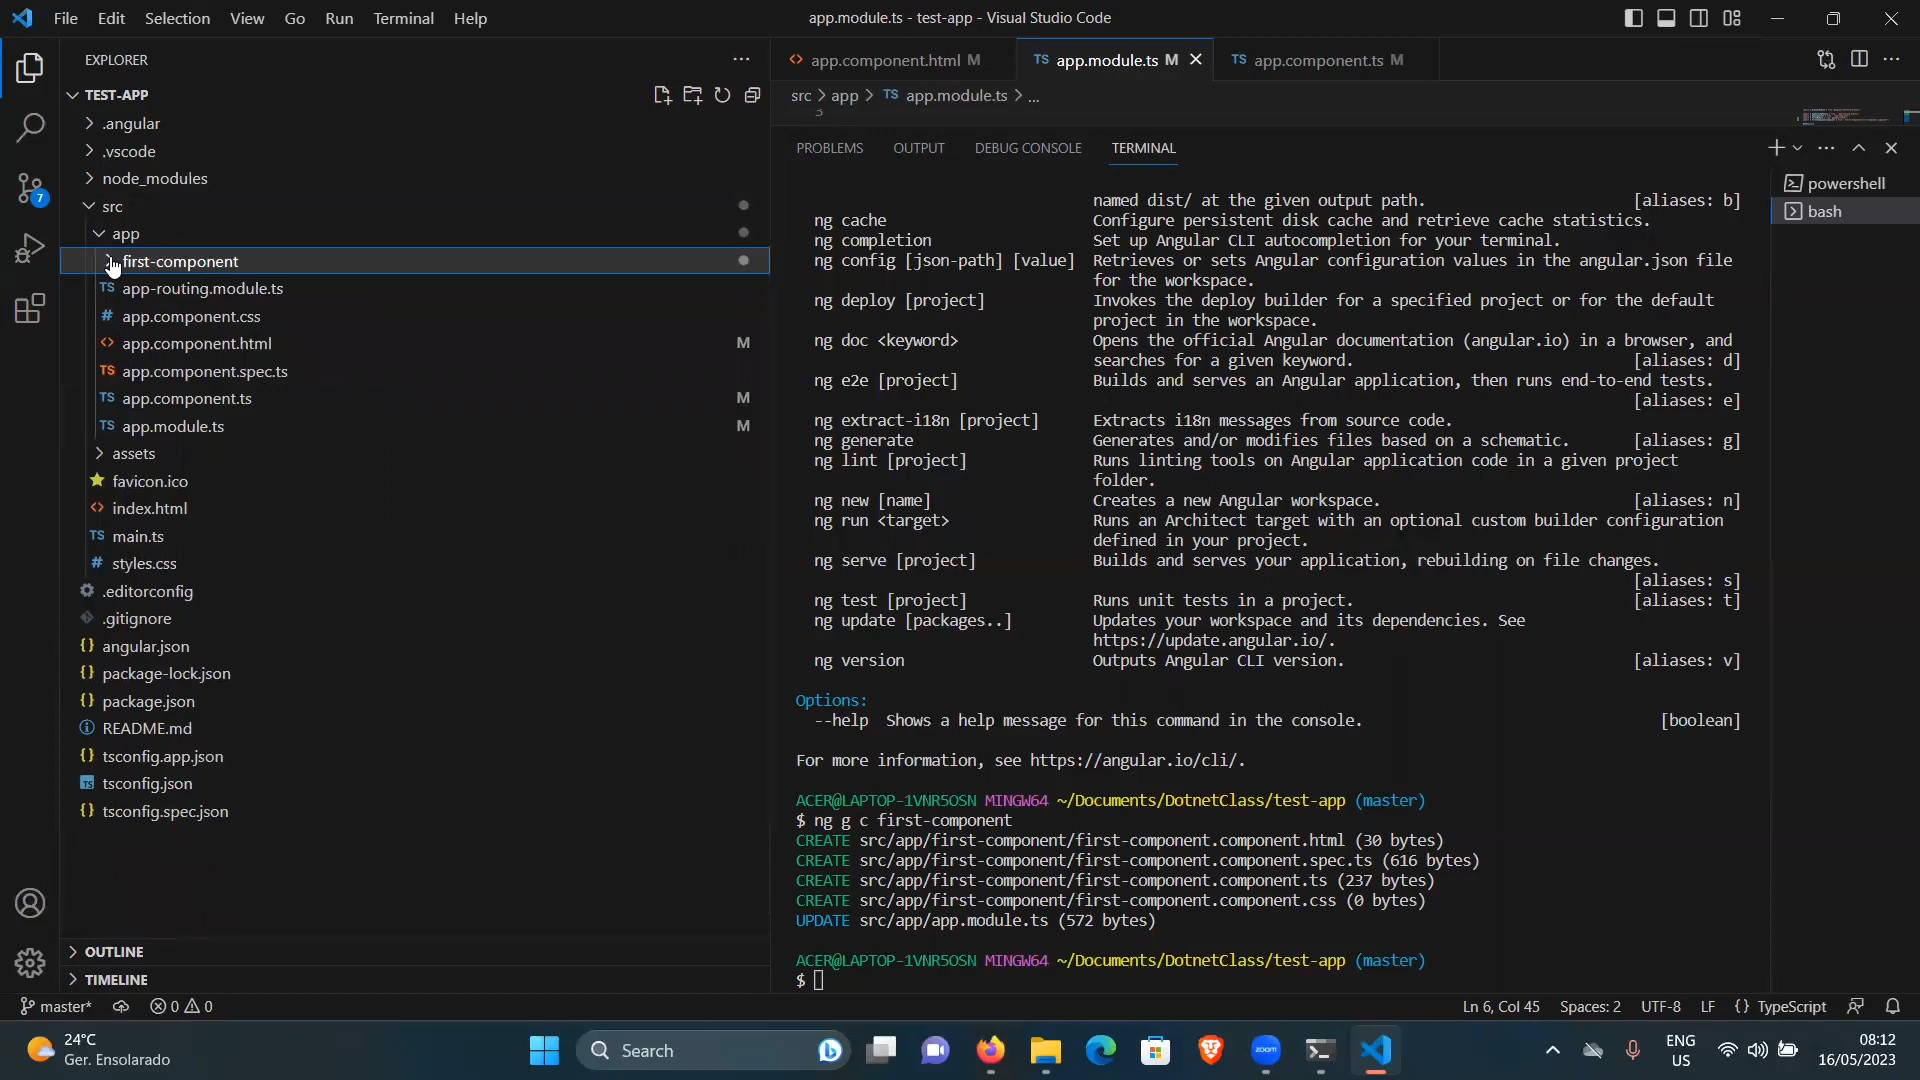 File Edit Selection View Go Run Terminal Help
app.module.ts - test-app - Visual Studio Code
EXPLORER
TEST-APP
.angular
.vscode
node_modules
src
app
first-component
app-routing.module.ts
app.component.css
app.component.html M
app.component.spec.ts
app.component.ts M
app.module.ts M
assets
favicon.ico
index.html
main.ts
styles.css
.editorconfig
.gitignore
angular.json
package-lock.json
package.json
README.md
tsconfig.app.json
tsconfig.json
tsconfig.spec.json
OUTLINE
TIMELINE
7
app.component.html M TS app.module.ts M TS app.component.ts M
src > app > TS app.module.ts > ...
3
PROBLEMS OUTPUT DEBUG CONSOLE TERMINAL
powershell
bash
named dist/ at the given output path. [aliases: b]
ng cache Configure persistent disk cache and retrieve cache statistics.
ng completion Set up Angular CLI autocompletion for your terminal.
ng config [json-path] [value] Retrieves or sets Angular configuration values in the angular.json file
for the workspace.
ng deploy [project] Invokes the deploy builder for a specified project or for the default
project in the workspace.
ng doc <keyword> Opens the official Angular documentation (angular.io) in a browser, and
searches for a given keyword. [aliases: d]
ng e2e [project] Builds and serves an Angular application, then runs end-to-end tests.
[aliases: e]
ng extract-i18n [project] Extracts i18n messages from source code.
ng generate Generates and/or modifies files based on a schematic. [aliases: g]
ng lint [project] Runs linting tools on Angular application code in a given project
folder.
ng new [name] Creates a new Angular workspace. [aliases: n]
ng run <target> Runs an Architect target with an optional custom builder configuration
defined in your project.
ng serve [project] Builds and serves your application, rebuilding on file changes.
[aliases: s]
ng test [project] Runs unit tests in a project. [aliases: t]
ng update [packages..] Updates your workspace and its dependencies. See
https://update.angular.io/.
ng version Outputs Angular CLI version. [aliases: v]
Options:
--help Shows a help message for this command in the console. [boolean]
For more information, see https://angular.io/cli/.
ACER@LAPTOP-1VNR5OSN MINGW64 ~/Documents/DotnetClass/test-app (master)
$ ng g c first-component
CREATE src/app/first-component/first-component.component.html (30 bytes)
CREATE src/app/first-component/first-component.component.spec.ts (616 bytes)
CREATE src/app/first-component/first-component.component.ts (237 bytes)
CREATE src/app/first-component/first-component.component.css (0 bytes)
UPDATE src/app/app.module.ts (572 bytes)
ACER@LAPTOP-1VNR5OSN MINGW64 ~/Documents/DotnetClass/test-app (master)
$
master* 0 0 Ln 6, Col 45 Spaces: 2 UTF-8 LF {} TypeScript
24°C
Ger. Ensolarado
Search
zoom
ENG
US
08:12
16/05/2023